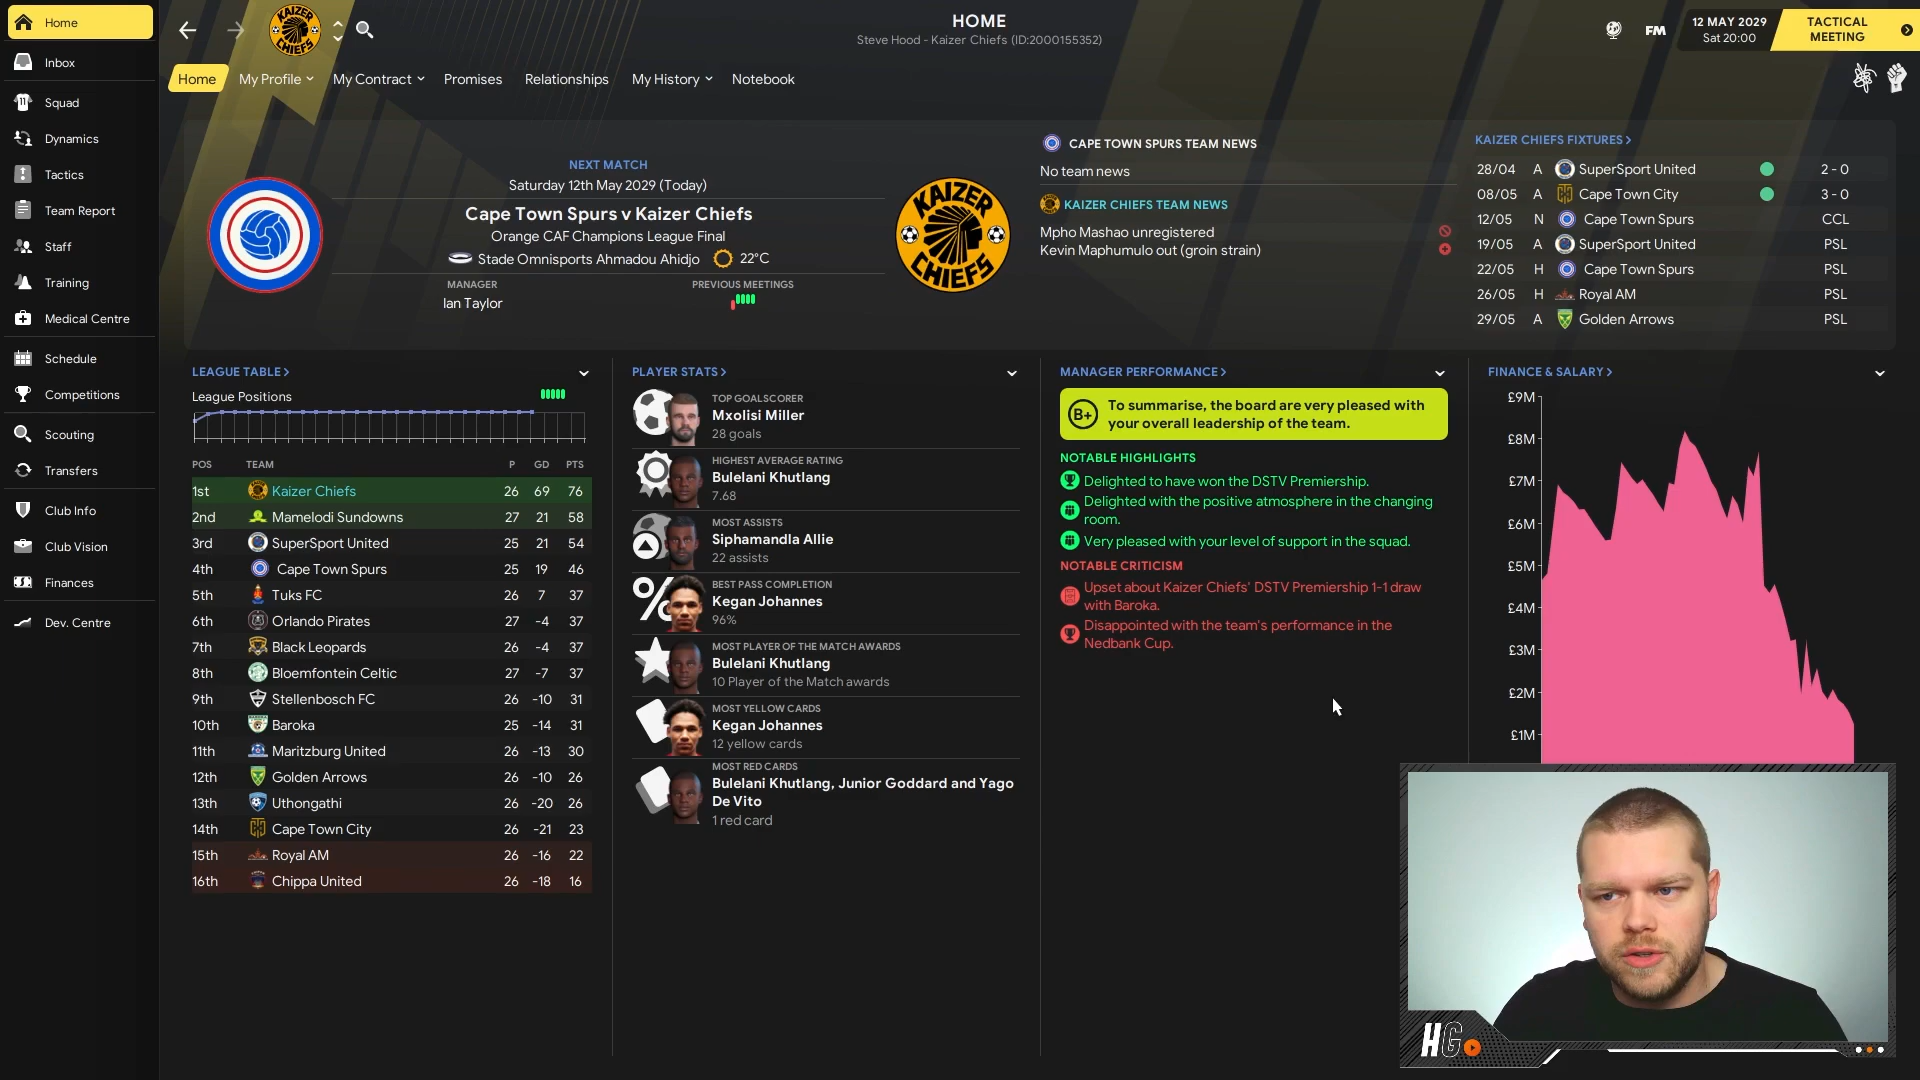 Home
Inbox
Squad
Dynamics
Tactics
Team Report
Staff
Training
Medical Centre
Schedule
Competitions
Scouting
Transfers
Club Info
Club Vision
Finances
Dev. Centre
KAIZER
CHIEFS
HOME
Steve Hood - Kaizer Chiefs (ID:2000155352)
FM
12 MAY 2029
Sat 20:00
TACTICAL
MEETING
Home
My Profile
My Contract
Promises
Relationships
My History
Notebook
NEXT MATCH
Saturday 12th May 2029 (Today)
Cape Town Spurs v Kaizer Chiefs
Orange CAF Champions League Final
Stade Omnisports Ahmadou Ahidjo 22°C
MANAGER
Ian Taylor
PREVIOUS MEETINGS
KAIZER
CHIEFS
CAPE TOWN SPURS TEAM NEWS
No team news
KAIZER CHIEFS TEAM NEWS
Mpho Mashao unregistered
Kevin Maphumulo out (groin strain)
KAIZER CHIEFS FIXTURES >
28/04 A SuperSport United 2 - 0
08/05 A Cape Town City 3 - 0
12/05 N Cape Town Spurs CCL
19/05 A SuperSport United PSL
22/05 H Cape Town Spurs PSL
26/05 H Royal AM PSL
29/05 A Golden Arrows PSL
LEAGUE TABLE >
League Positions
POS TEAM P GD PTS
1st Kaizer Chiefs 26 69 76
2nd Mamelodi Sundowns 27 21 58
3rd SuperSport United 25 21 54
4th Cape Town Spurs 25 19 46
5th Tuks FC 26 7 37
6th Orlando Pirates 27 -4 37
7th Black Leopards 26 -4 37
8th Bloemfontein Celtic 27 -7 37
9th Stellenbosch FC 26 -10 31
10th Baroka 25 -14 31
11th Maritzburg United 26 -13 30
12th Golden Arrows 26 -10 26
13th Uthongathi 26 -20 26
14th Cape Town City 26 -21 23
15th Royal AM 26 -16 22
16th Chippa United 26 -18 16
PLAYER STATS >
TOP GOALSCORER
Mxolisi Miller
28 goals
HIGHEST AVERAGE RATING
Bulelani Khutlang
7.68
MOST ASSISTS
Siphamandla Allie
22 assists
BEST PASS COMPLETION
Kegan Johannes
96%
MOST PLAYER OF THE MATCH AWARDS
Bulelani Khutlang
10 Player of the Match awards
MOST YELLOW CARDS
Kegan Johannes
12 yellow cards
MOST RED CARDS
Bulelani Khutlang, Junior Goddard and Yago
De Vito
1 red card
MANAGER PERFORMANCE >
B+
To summarise, the board are very pleased with
your overall leadership of the team.
NOTABLE HIGHLIGHTS
Delighted to have won the DSTV Premiership.
Delighted with the positive atmosphere in the changing
room.
Very pleased with your level of support in the squad.
NOTABLE CRITICISM
Upset about Kaizer Chiefs' DSTV Premiership 1-1 draw
with Baroka.
Disappointed with the team's performance in the
Nedbank Cup.
FINANCE & SALARY >
£9M
£8M
£7M
£6M
£5M
£4M
£3M
£2M
£1M
HG